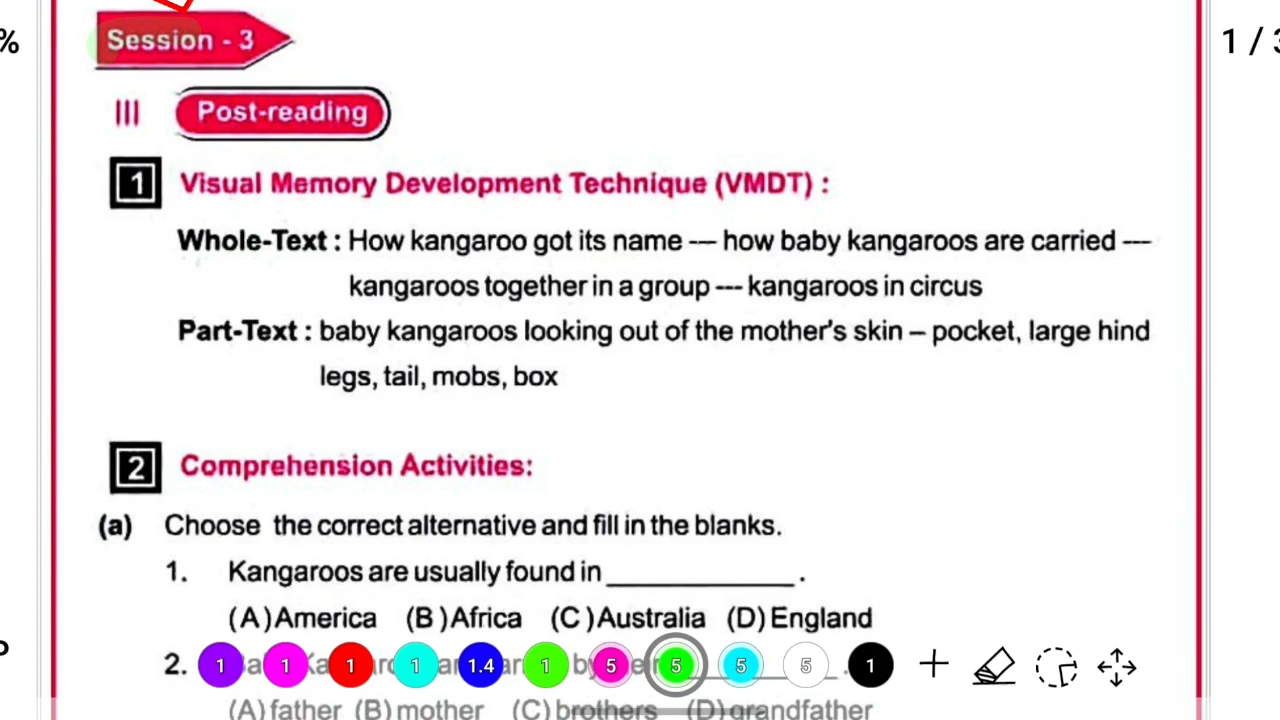 %
1 / 3
Session - 3
III Post-reading
1 Visual Memory Development Technique (VMDT) :
Whole-Text : How kangaroo got its name --- how baby kangaroos are carried ---
kangaroos together in a group --- kangaroos in circus
Part-Text : baby kangaroos looking out of the mother's skin – pocket, large hind
legs, tail, mobs, box
2 Comprehension Activities:
(a) Choose the correct alternative and fill in the blanks.
1. Kangaroos are usually found in ____________ .
(A)America (B)Africa (C)Australia (D)England
2. by
1 1 1 1 1.4 1 5 5 5 5 1
(A)father (B)mother (C)brothers (D)grandfather